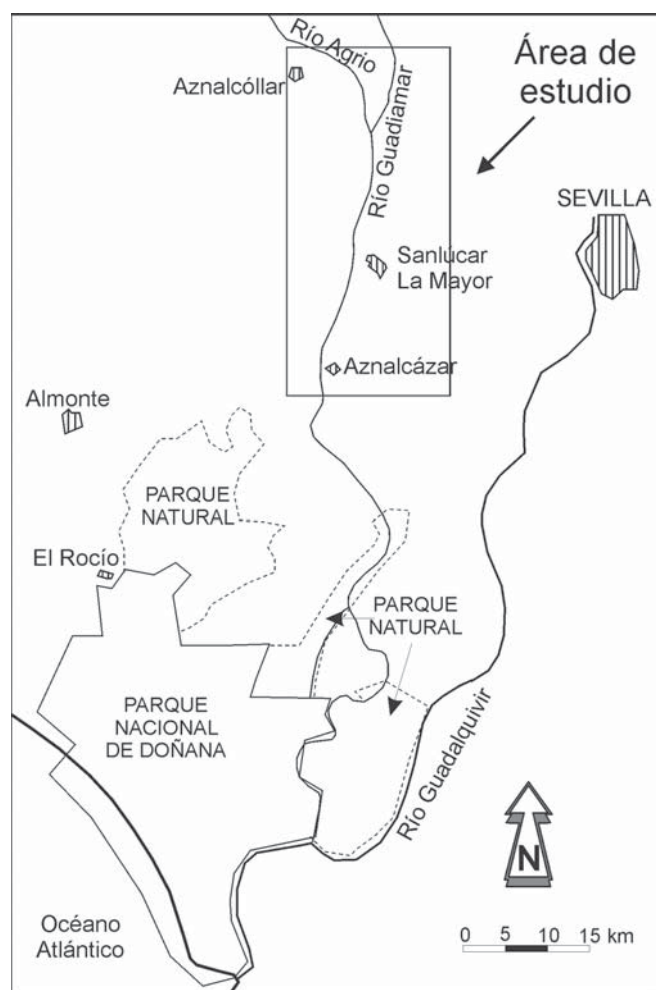 Río Agrio
Aznalcóllar
Área de
estudio
Río Guadiamar
SEVILLA
Sanlúcar
La Mayor
Aznalcázar
Almonte
PARQUE
NATURAL
El Rocío
PARQUE
NATURAL
PARQUE
NACIONAL
DE DOÑANA
Río Guadalquivir
N
Océano
Atlántico
0 5 10 15 km